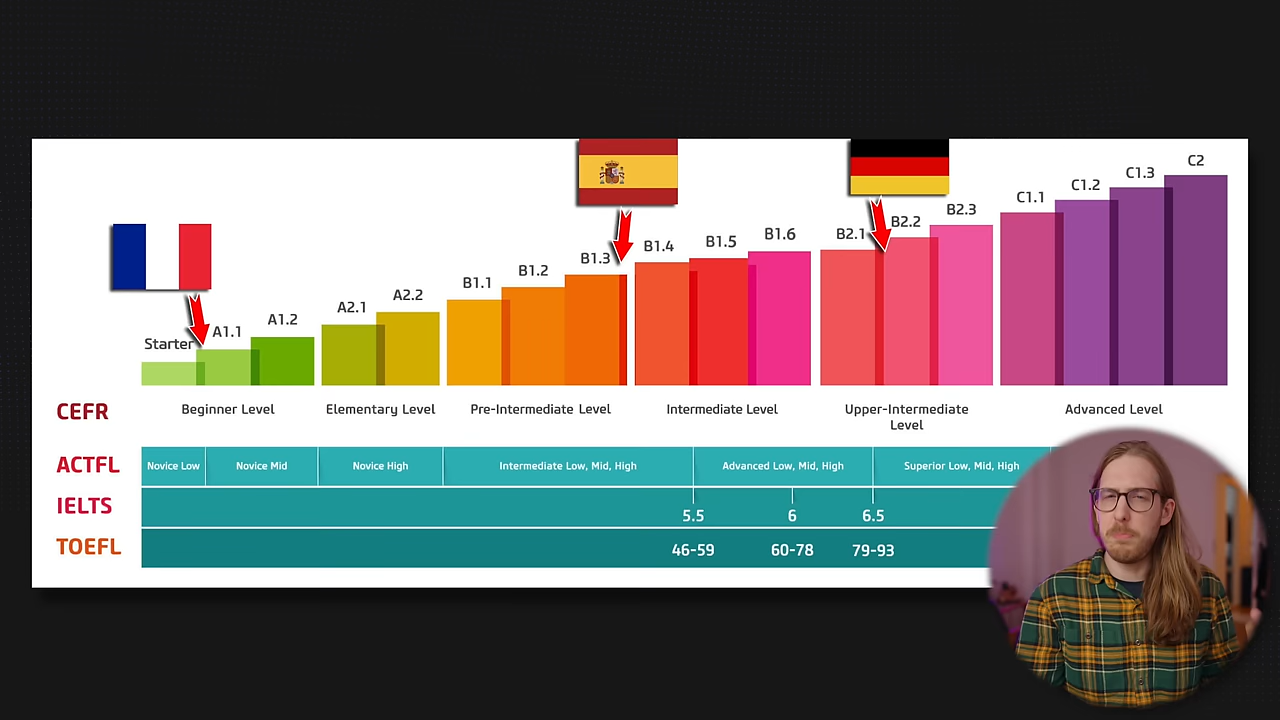 Starter
A1.1
A1.2
A2.1
A2.2
B1.1
B1.2
B1.3
B1.4
B1.5
B1.6
B2.1
B2.2
B2.3
C1.1
C1.2
C1.3
C2
CEFR
Beginner Level
Elementary Level
Pre-Intermediate Level
Intermediate Level
Upper-Intermediate
Level
Advanced Level
ACTFL
Novice Low
Novice Mid
Novice High
Intermediate Low, Mid, High
Advanced Low, Mid, High
Superior Low, Mid, High
IELTS
5.5
6
6.5
TOEFL
46-59
60-78
79-93